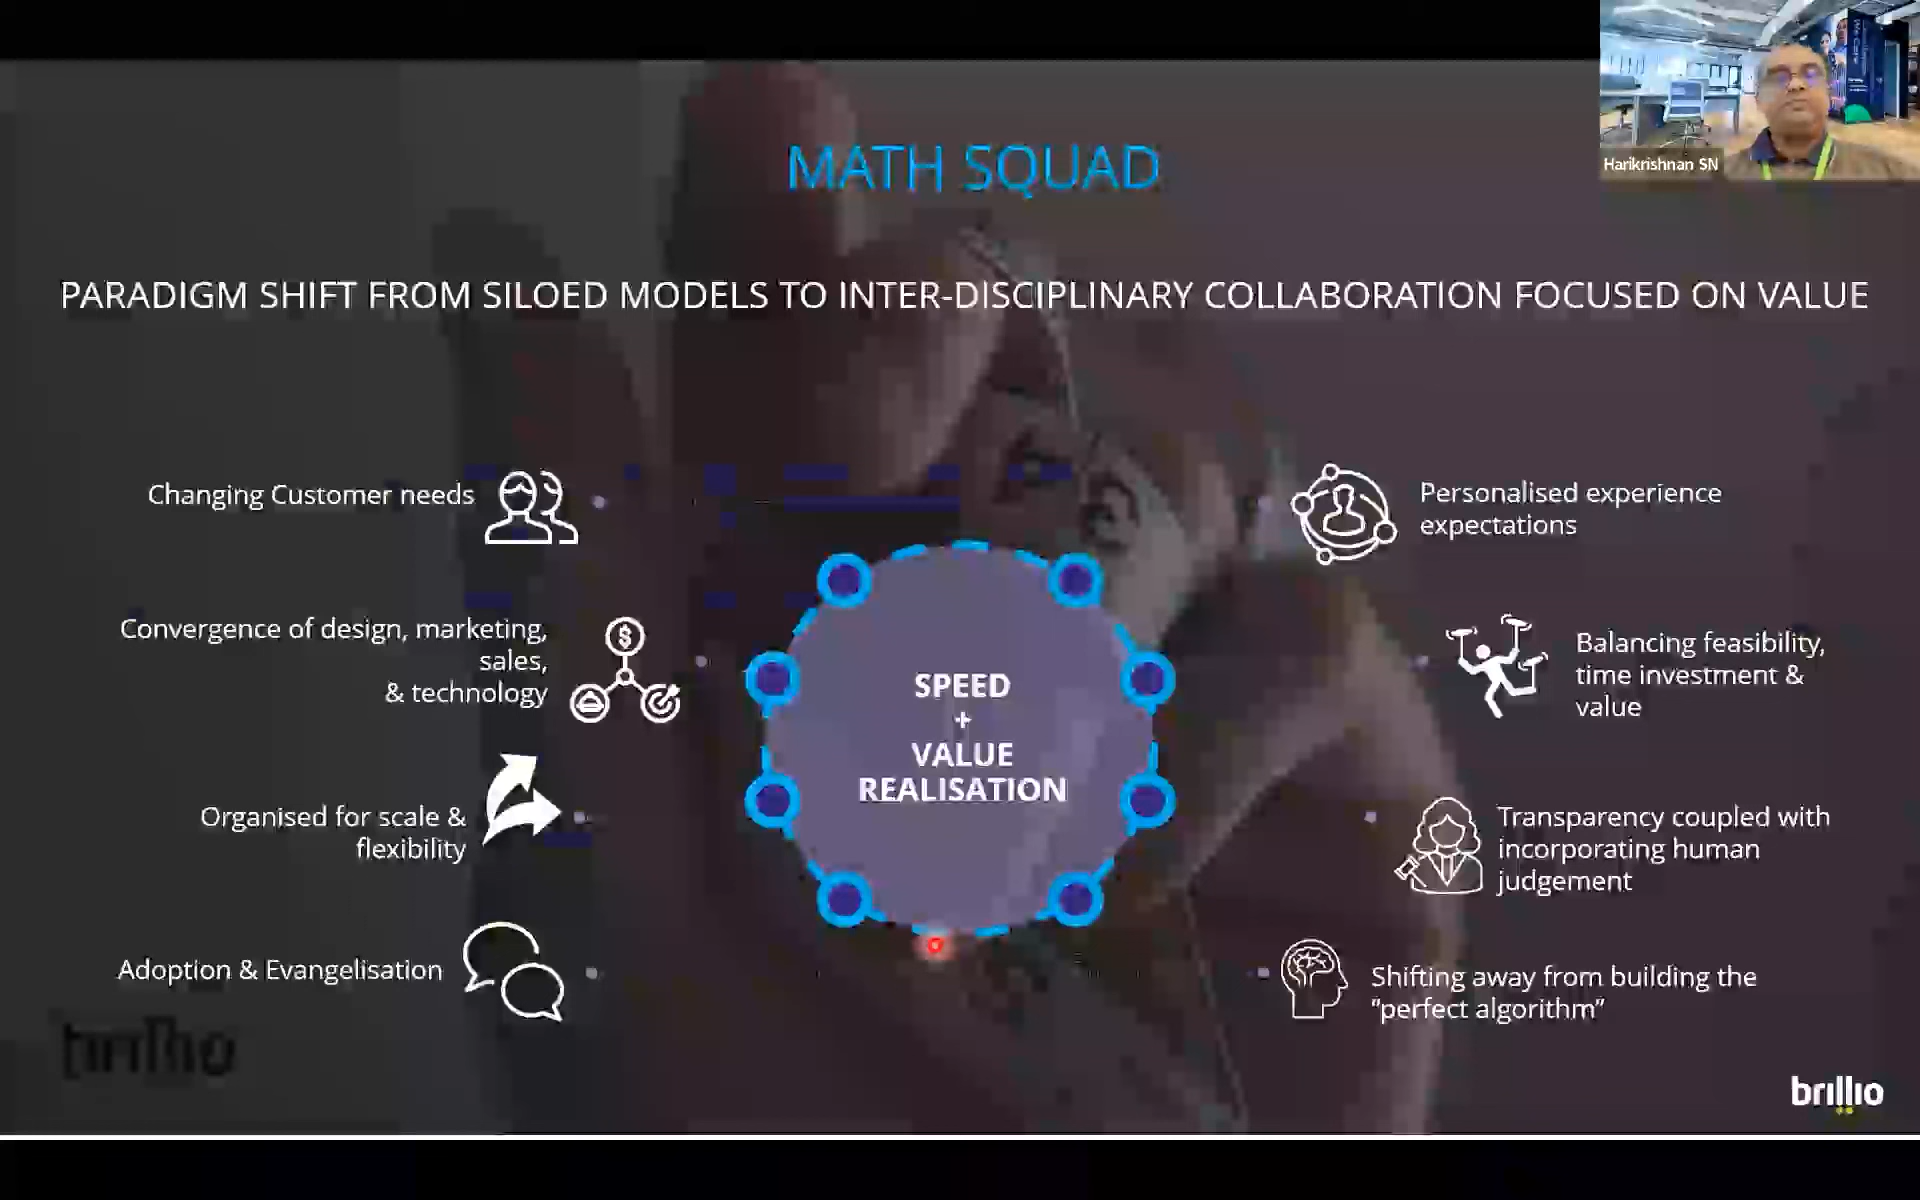 Harikrishnan SN
MATH SQUAD
PARADIGM SHIFT FROM SILOED MODELS TO INTER-DISCIPLINARY COLLABORATION FOCUSED ON VALUE
Changing Customer needs
Convergence of design, marketing,
sales,
& technology
Organised for scale &
flexibility
Adoption & Evangelisation
SPEED
+
VALUE
REALISATION
Personalised experience
expectations
Balancing feasibility,
time investment &
value
Transparency coupled with
incorporating human
judgement
Shifting away from building the
"perfect algorithm"
brillio
brillio